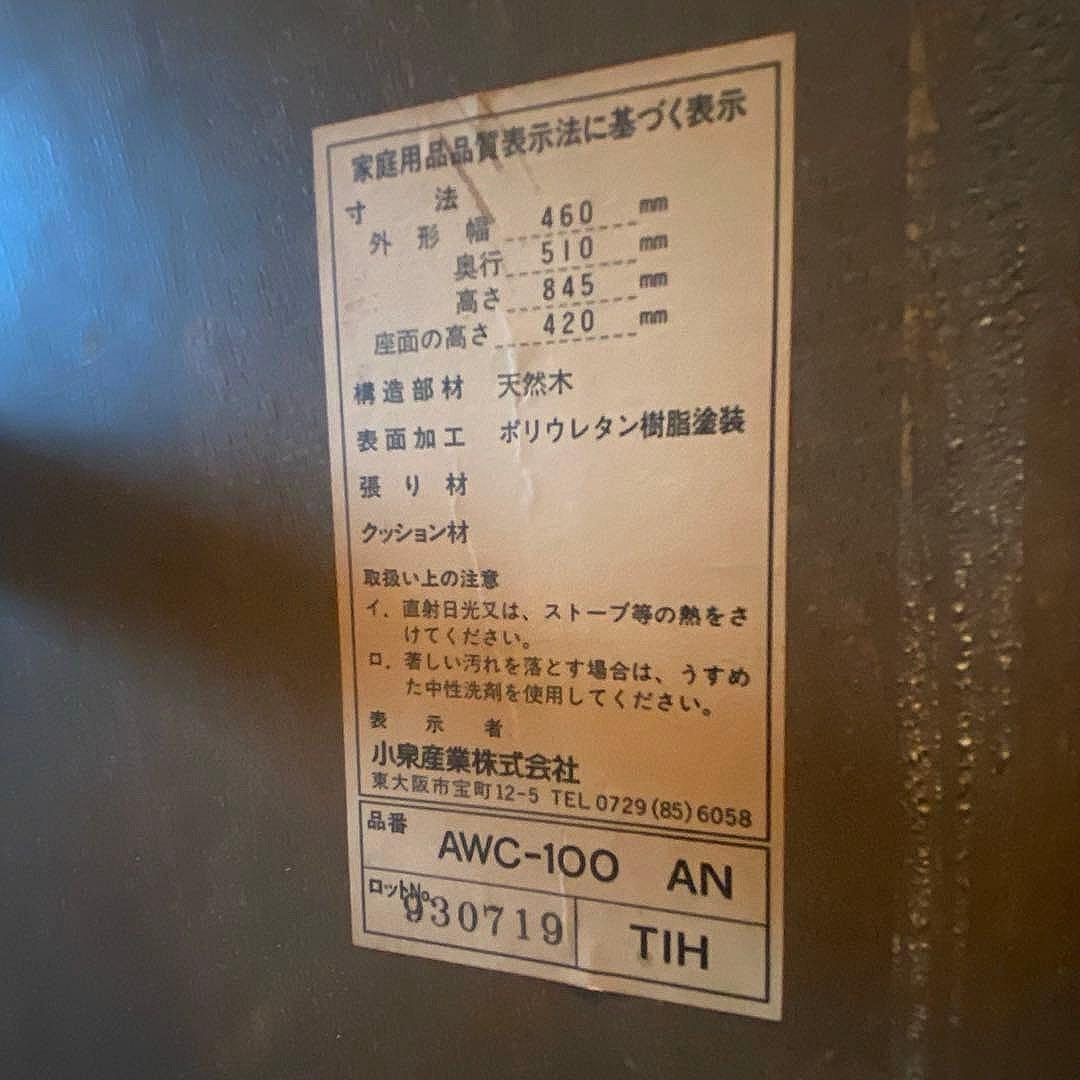 家庭用品品質表示法に基づく表示
寸法
外形 幅 460 mm
奥行 510 mm
高さ 845 mm
座面の高さ 420 mm
構造部材 天然木
表面加工 ポリウレタン樹脂塗装
張り材
クッション材
取扱い上の注意
イ. 直射日光又は、ストーブ等の熱をさ
けてください。
ロ. 著しい汚れを落とす場合は、うすめ
た中性洗剤を使用してください。
表示者
小泉産業株式会社
東大阪市宝町12-5 TEL 0729(85)6058
品番 AWC-100 AN
ロットNo. 930719 TIH